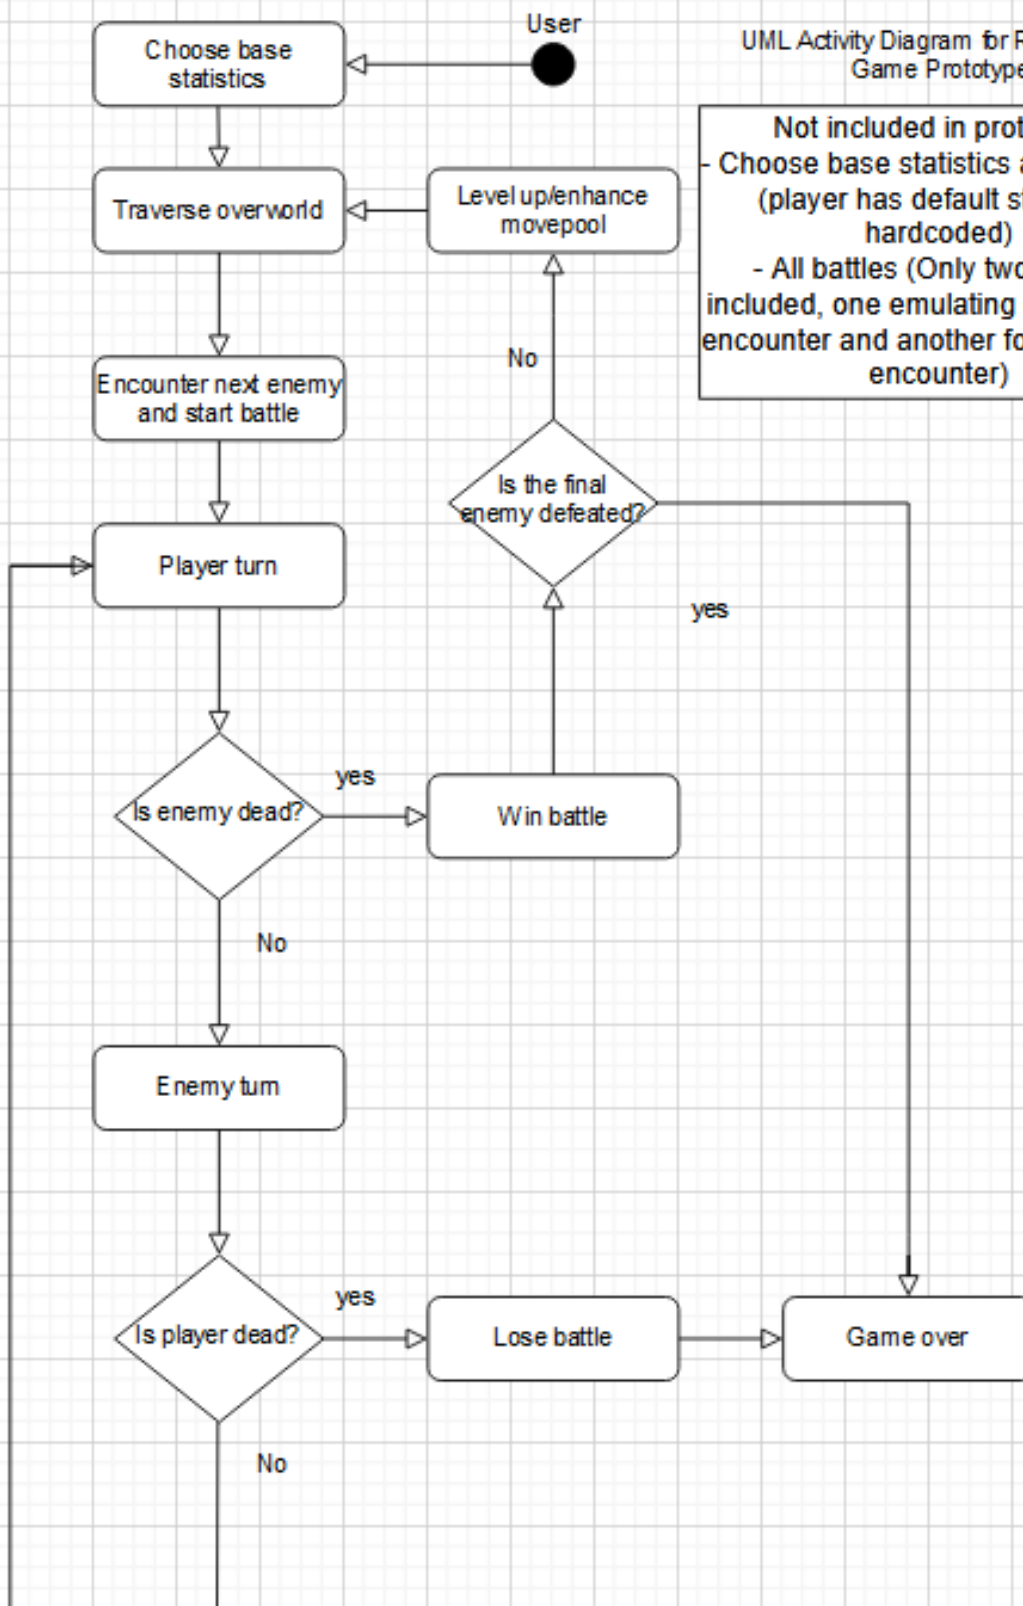 User
UML Activity Diagram for
Game Prototype
Choose base
statistics
Not included in
- Choose base statistics
(player has default
hardcoded)
- All battles (Only two
included, one emulating
encounter and another
encounter)
Traverse overworld
Level up/enhance
movepool
No
Encounter next enemy
and start battle
Is the final
enemy defeated?
Player turn
yes
Is enemy dead?
yes
Win battle
No
Enemy turn
Is player dead?
yes
Lose battle
Game over
No